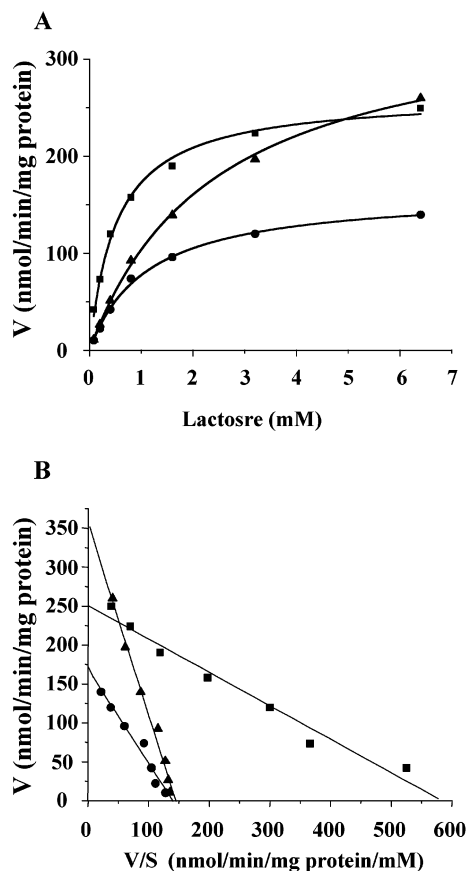 A
V (nmol/min/mg protein)
300
200
100
0
0 1 2 3 4 5 6 7
Lactosre (mM)
B
V (nmol/min/mg protein)
350
300
250
200
150
100
50
0
0 100 200 300 400 500 600
V/S (nmol/min/mg protein/mM)